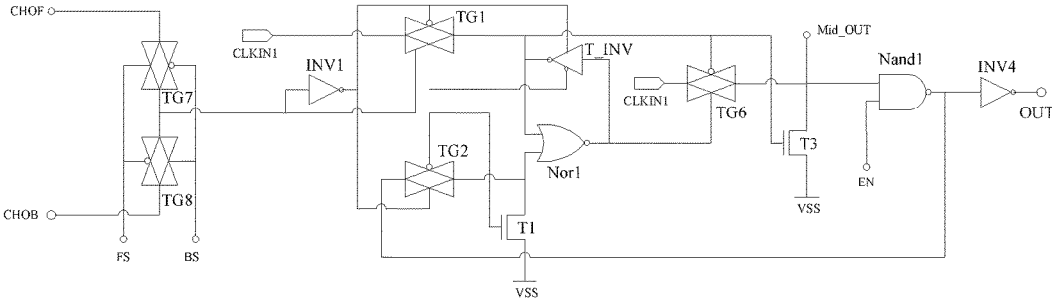 CHOF
TG1
T_INV
Mid_OUT
CLKIN1
Nand1
INV1
INV4
TG7
CLKIN1
TG6
OUT
TG2
T3
Nor1
TG8
EN
CHOB
T1
VSS
FS
BS
VSS